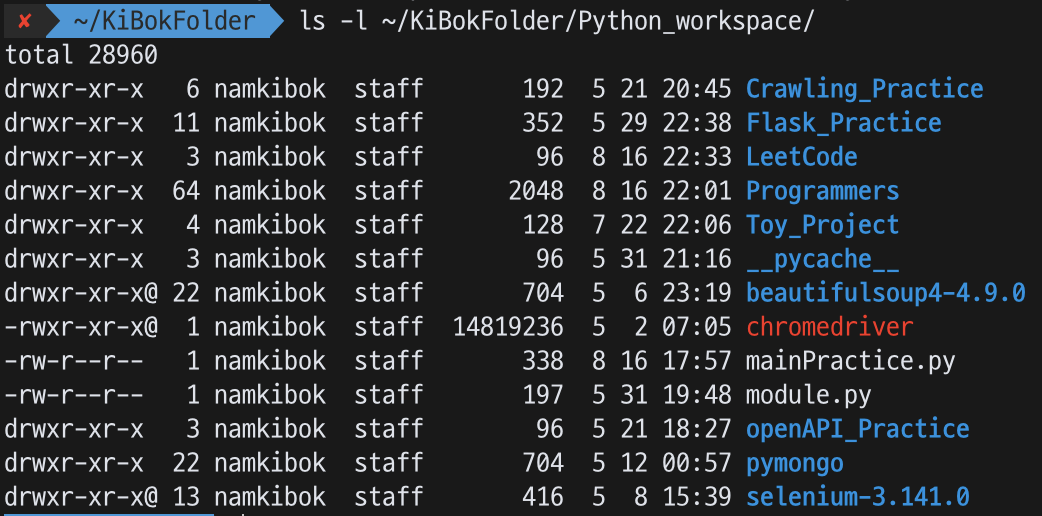 ✘ ~/KiBokFolder ls -l ~/KiBokFolder/Python_workspace/
total 28960
drwxr-xr-x   6 namkibok  staff       192  5 21 20:45 Crawling_Practice
drwxr-xr-x  11 namkibok  staff       352  5 29 22:38 Flask_Practice
drwxr-xr-x   3 namkibok  staff        96  8 16 22:33 LeetCode
drwxr-xr-x  64 namkibok  staff      2048  8 16 22:01 Programmers
drwxr-xr-x   4 namkibok  staff       128  7 22 22:06 Toy_Project
drwxr-xr-x   3 namkibok  staff        96  5 31 21:16 __pycache__
drwxr-xr-x@ 22 namkibok  staff       704  5  6 23:19 beautifulsoup4-4.9.0
-rwxr-xr-x@  1 namkibok  staff  14819236  5  2 07:05 chromedriver
-rw-r--r--   1 namkibok  staff       338  8 16 17:57 mainPractice.py
-rw-r--r--   1 namkibok  staff       197  5 31 19:48 module.py
drwxr-xr-x   3 namkibok  staff        96  5 21 18:27 openAPI_Practice
drwxr-xr-x  22 namkibok  staff       704  5 12 00:57 pymongo
drwxr-xr-x@ 13 namkibok  staff       416  5  8 15:39 selenium-3.141.0